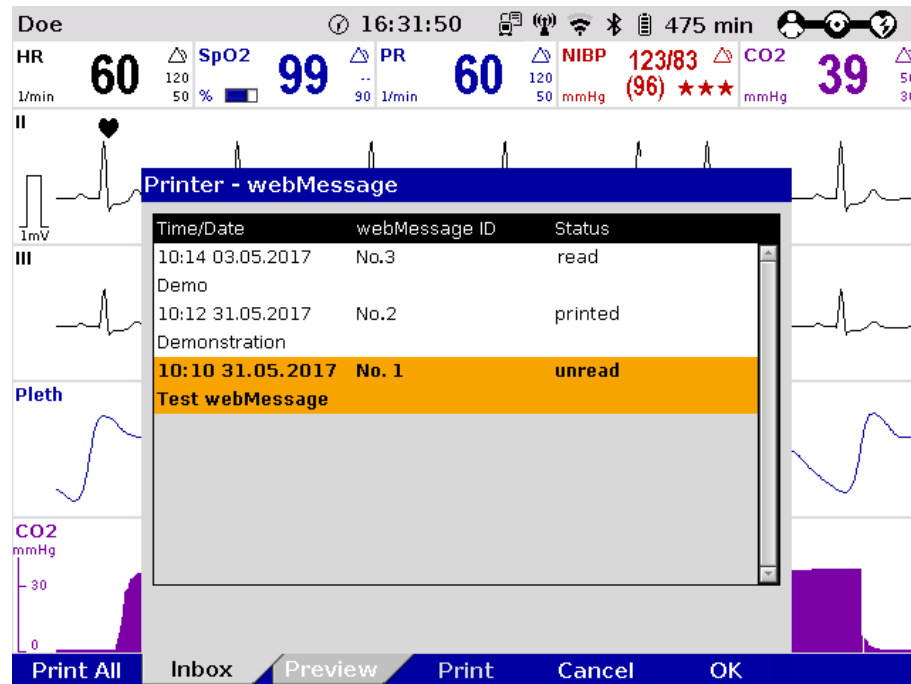 Doe 16:31:50 475 min
HR 60 120 50 1/min
SpO2 99 -- 90 %
PR 60 120 50 1/min
NIBP 123/83 (96) ★★★ mmHg
CO2 39 mmHg
II
1mV
III
Pleth
CO2
mmHg
30
0
Printer - webMessage
Time/Date webMessage ID Status
10:14 03.05.2017 No.3 read
Demo
10:12 31.05.2017 No.2 printed
Demonstration
10:10 31.05.2017 No. 1 unread
Test webMessage
Print All Inbox Preview Print Cancel OK